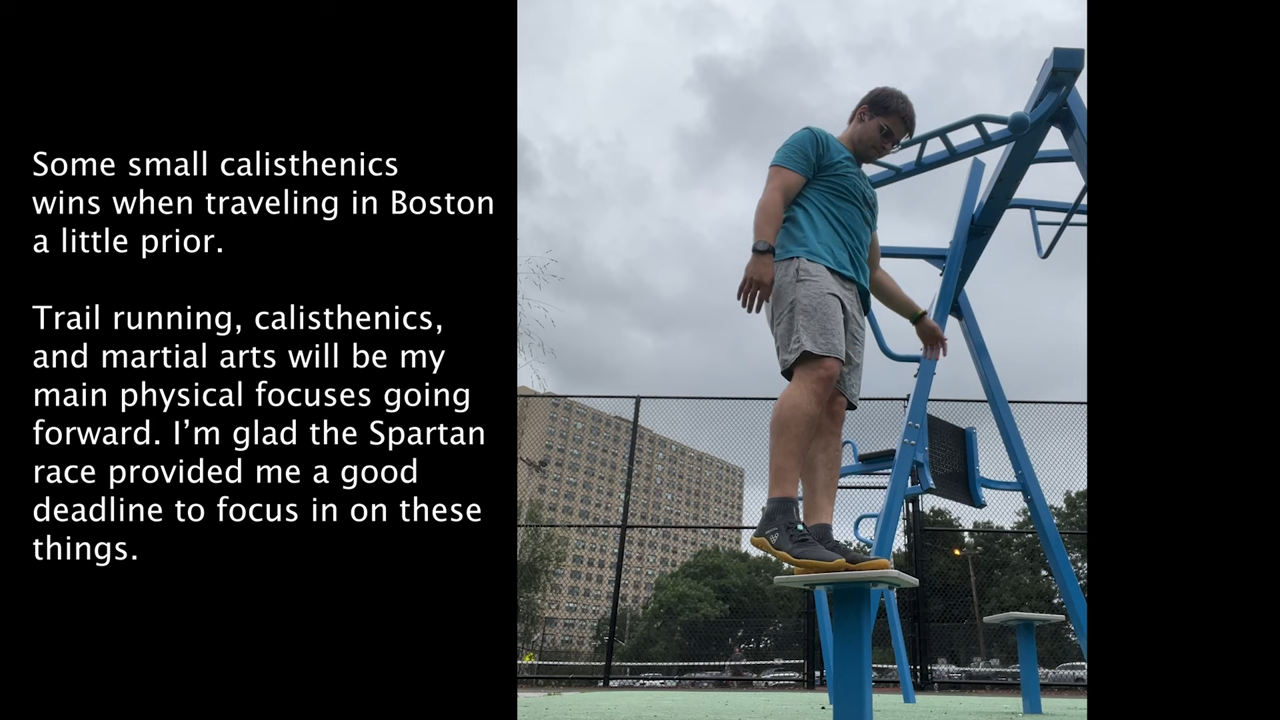 Some small calisthenics
wins when traveling in Boston
a little prior.
Trail running, calisthenics,
and martial arts will be my
main physical focuses going
forward. I’m glad the Spartan
race provided me a good
deadline to focus in on these
things.